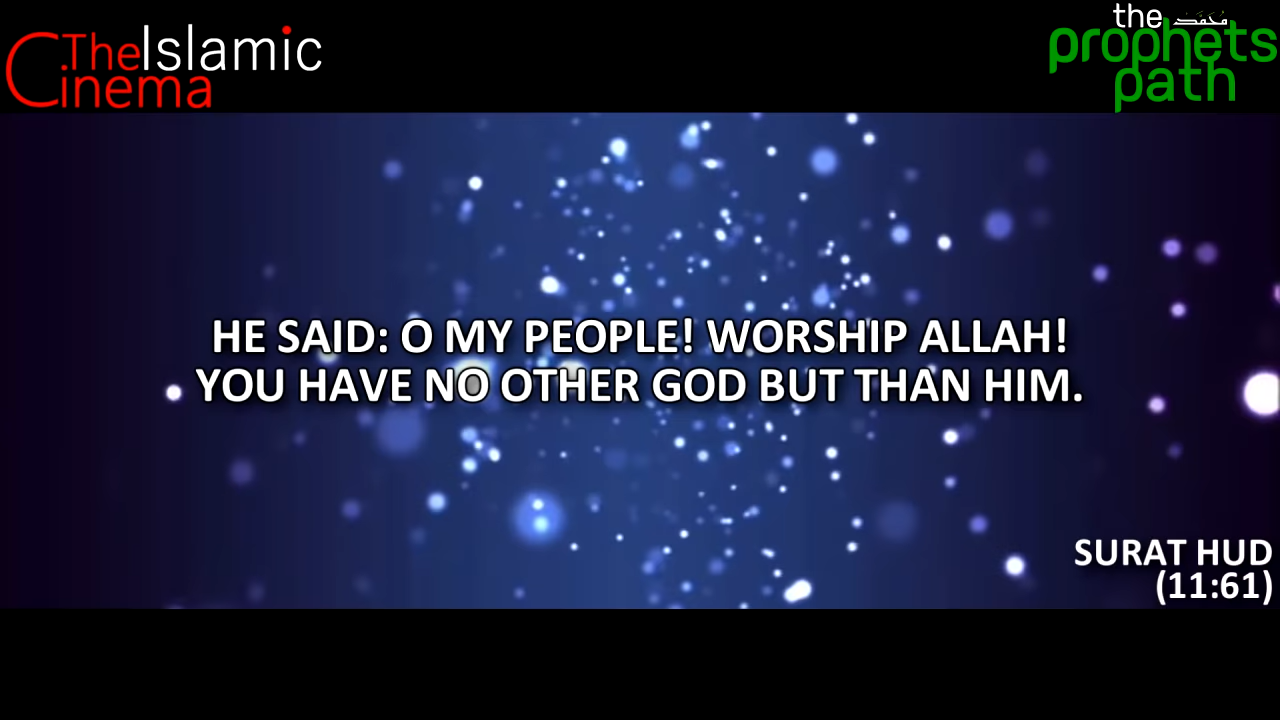 The Islamic
Cinema
the محمد
prophets
path
HE SAID: O MY PEOPLE! WORSHIP ALLAH!
YOU HAVE NO OTHER GOD BUT THAN HIM.
SURAT HUD
(11:61)